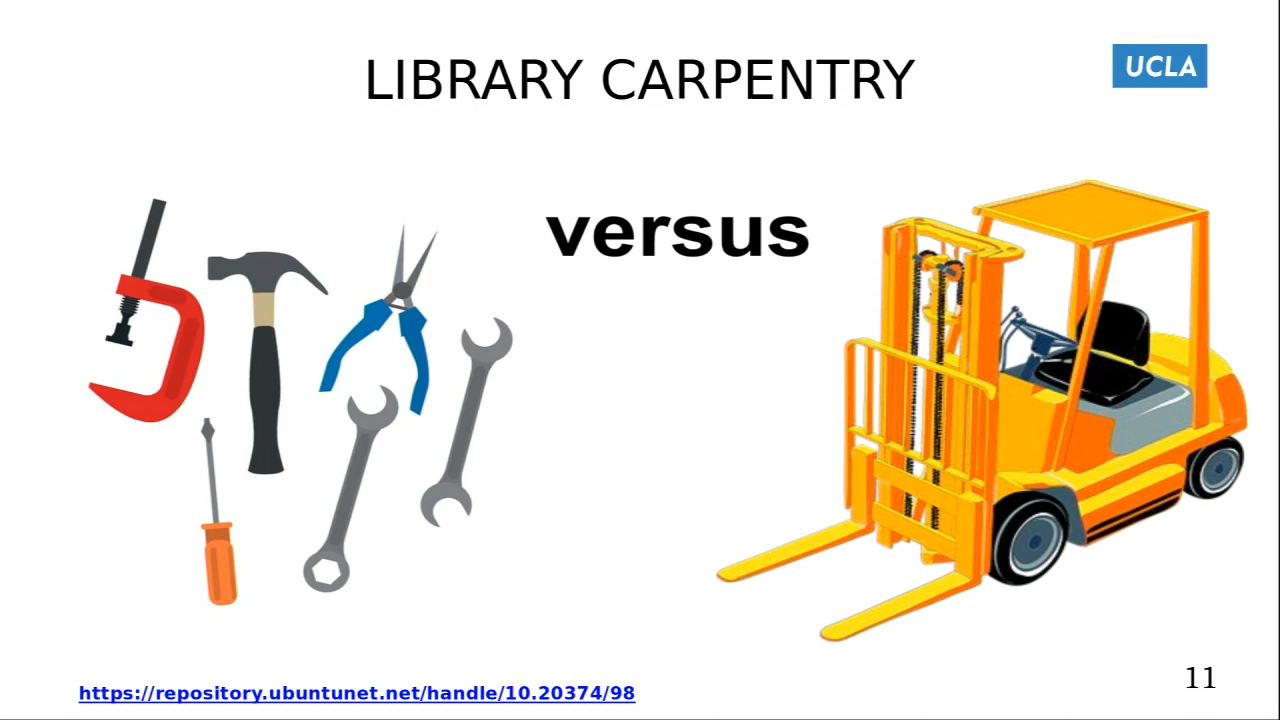 LIBRARY CARPENTRY
UCLA
versus
https://repository.ubuntunet.net/handle/10.20374/98
11